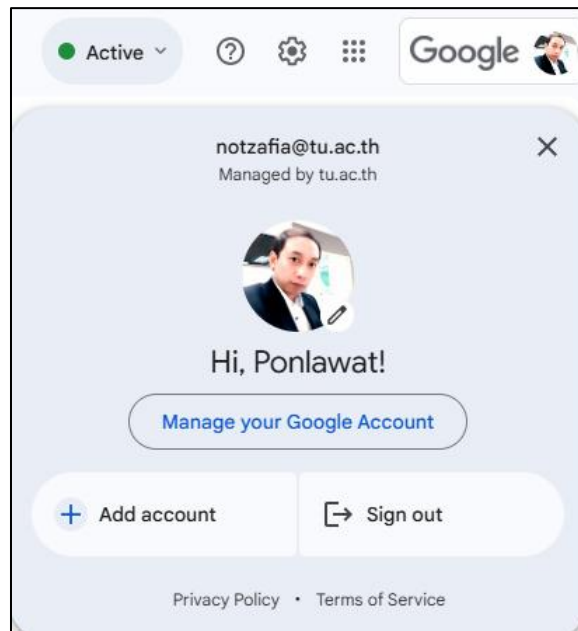 Active
Google
notzafia@tu.ac.th
Managed by tu.ac.th
Hi, Ponlawat!
Manage your Google Account
Add account
Sign out
Privacy Policy • Terms of Service